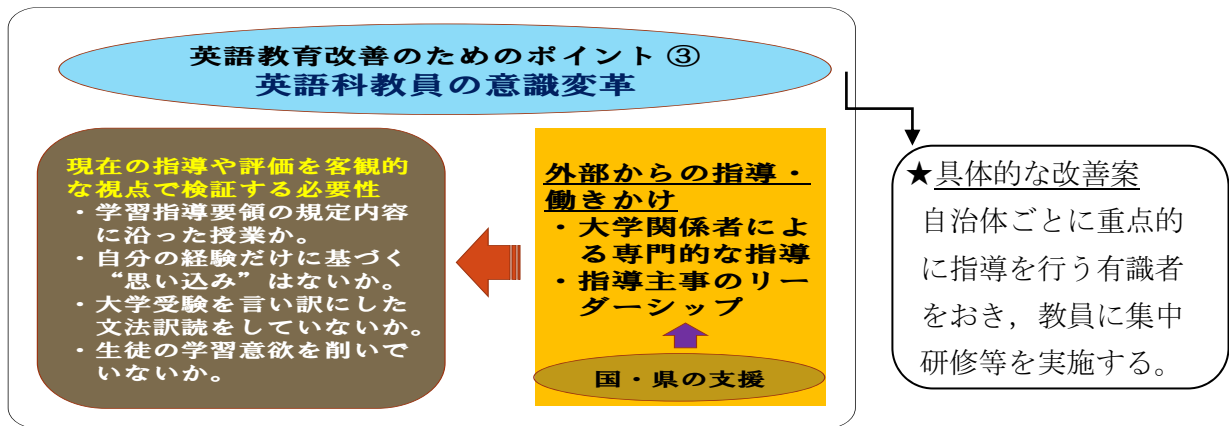 英語教育改善のためのポイント ③
英語科教員の意識変革
現在の指導や評価を客観的
な視点で検証する必要性
・学習指導要領の規定内容
に沿った授業か。
・自分の経験だけに基づく
“思い込み”はないか。
・大学受験を言い訳にした
文法訳読をしていないか。
・生徒の学習意欲を削いで
いないか。
外部からの指導・
働きかけ
・大学関係者によ
る専門的な指導
・指導主事のリー
ダーシップ
国・県の支援
★具体的な改善案
自治体ごとに重点的
に指導を行う有識者
をおき，教員に集中
研修等を実施する。